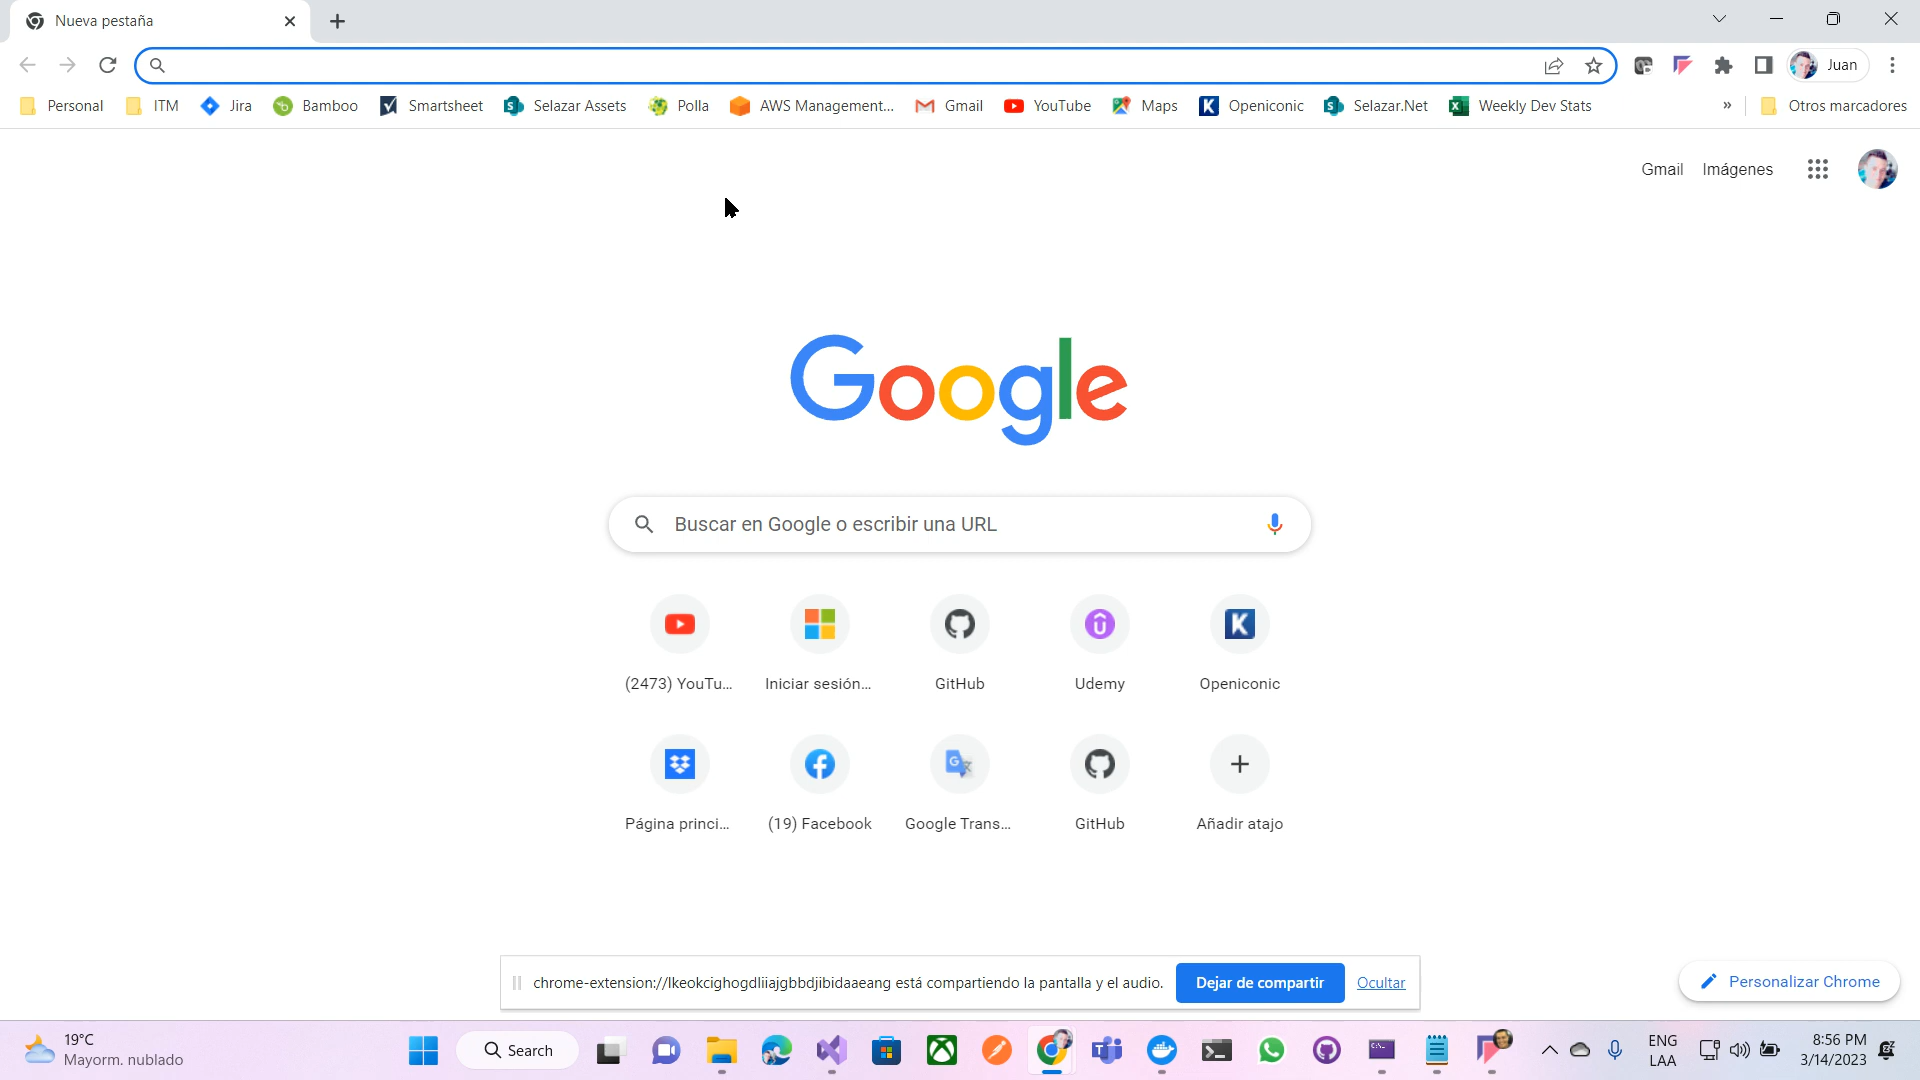 Nueva pestaña
Juan
Personal ITM Jira Bamboo Smartsheet Selazar Assets Polla AWS Management... Gmail YouTube Maps Openiconic Selazar.Net Weekly Dev Stats » Otros marcadores
Gmail Imágenes
Google
Buscar en Google o escribir una URL
(2473) YouTu... Iniciar sesión... GitHub Udemy Openiconic
Página princi... (19) Facebook Google Trans... GitHub Añadir atajo
chrome-extension://lkeokcighogdliiajgbbdjibidaaeang está compartiendo la pantalla y el audio. Dejar de compartir Ocultar
Personalizar Chrome
19°C
Mayorm. nublado
Search
ENG
LAA
8:56 PM
3/14/2023